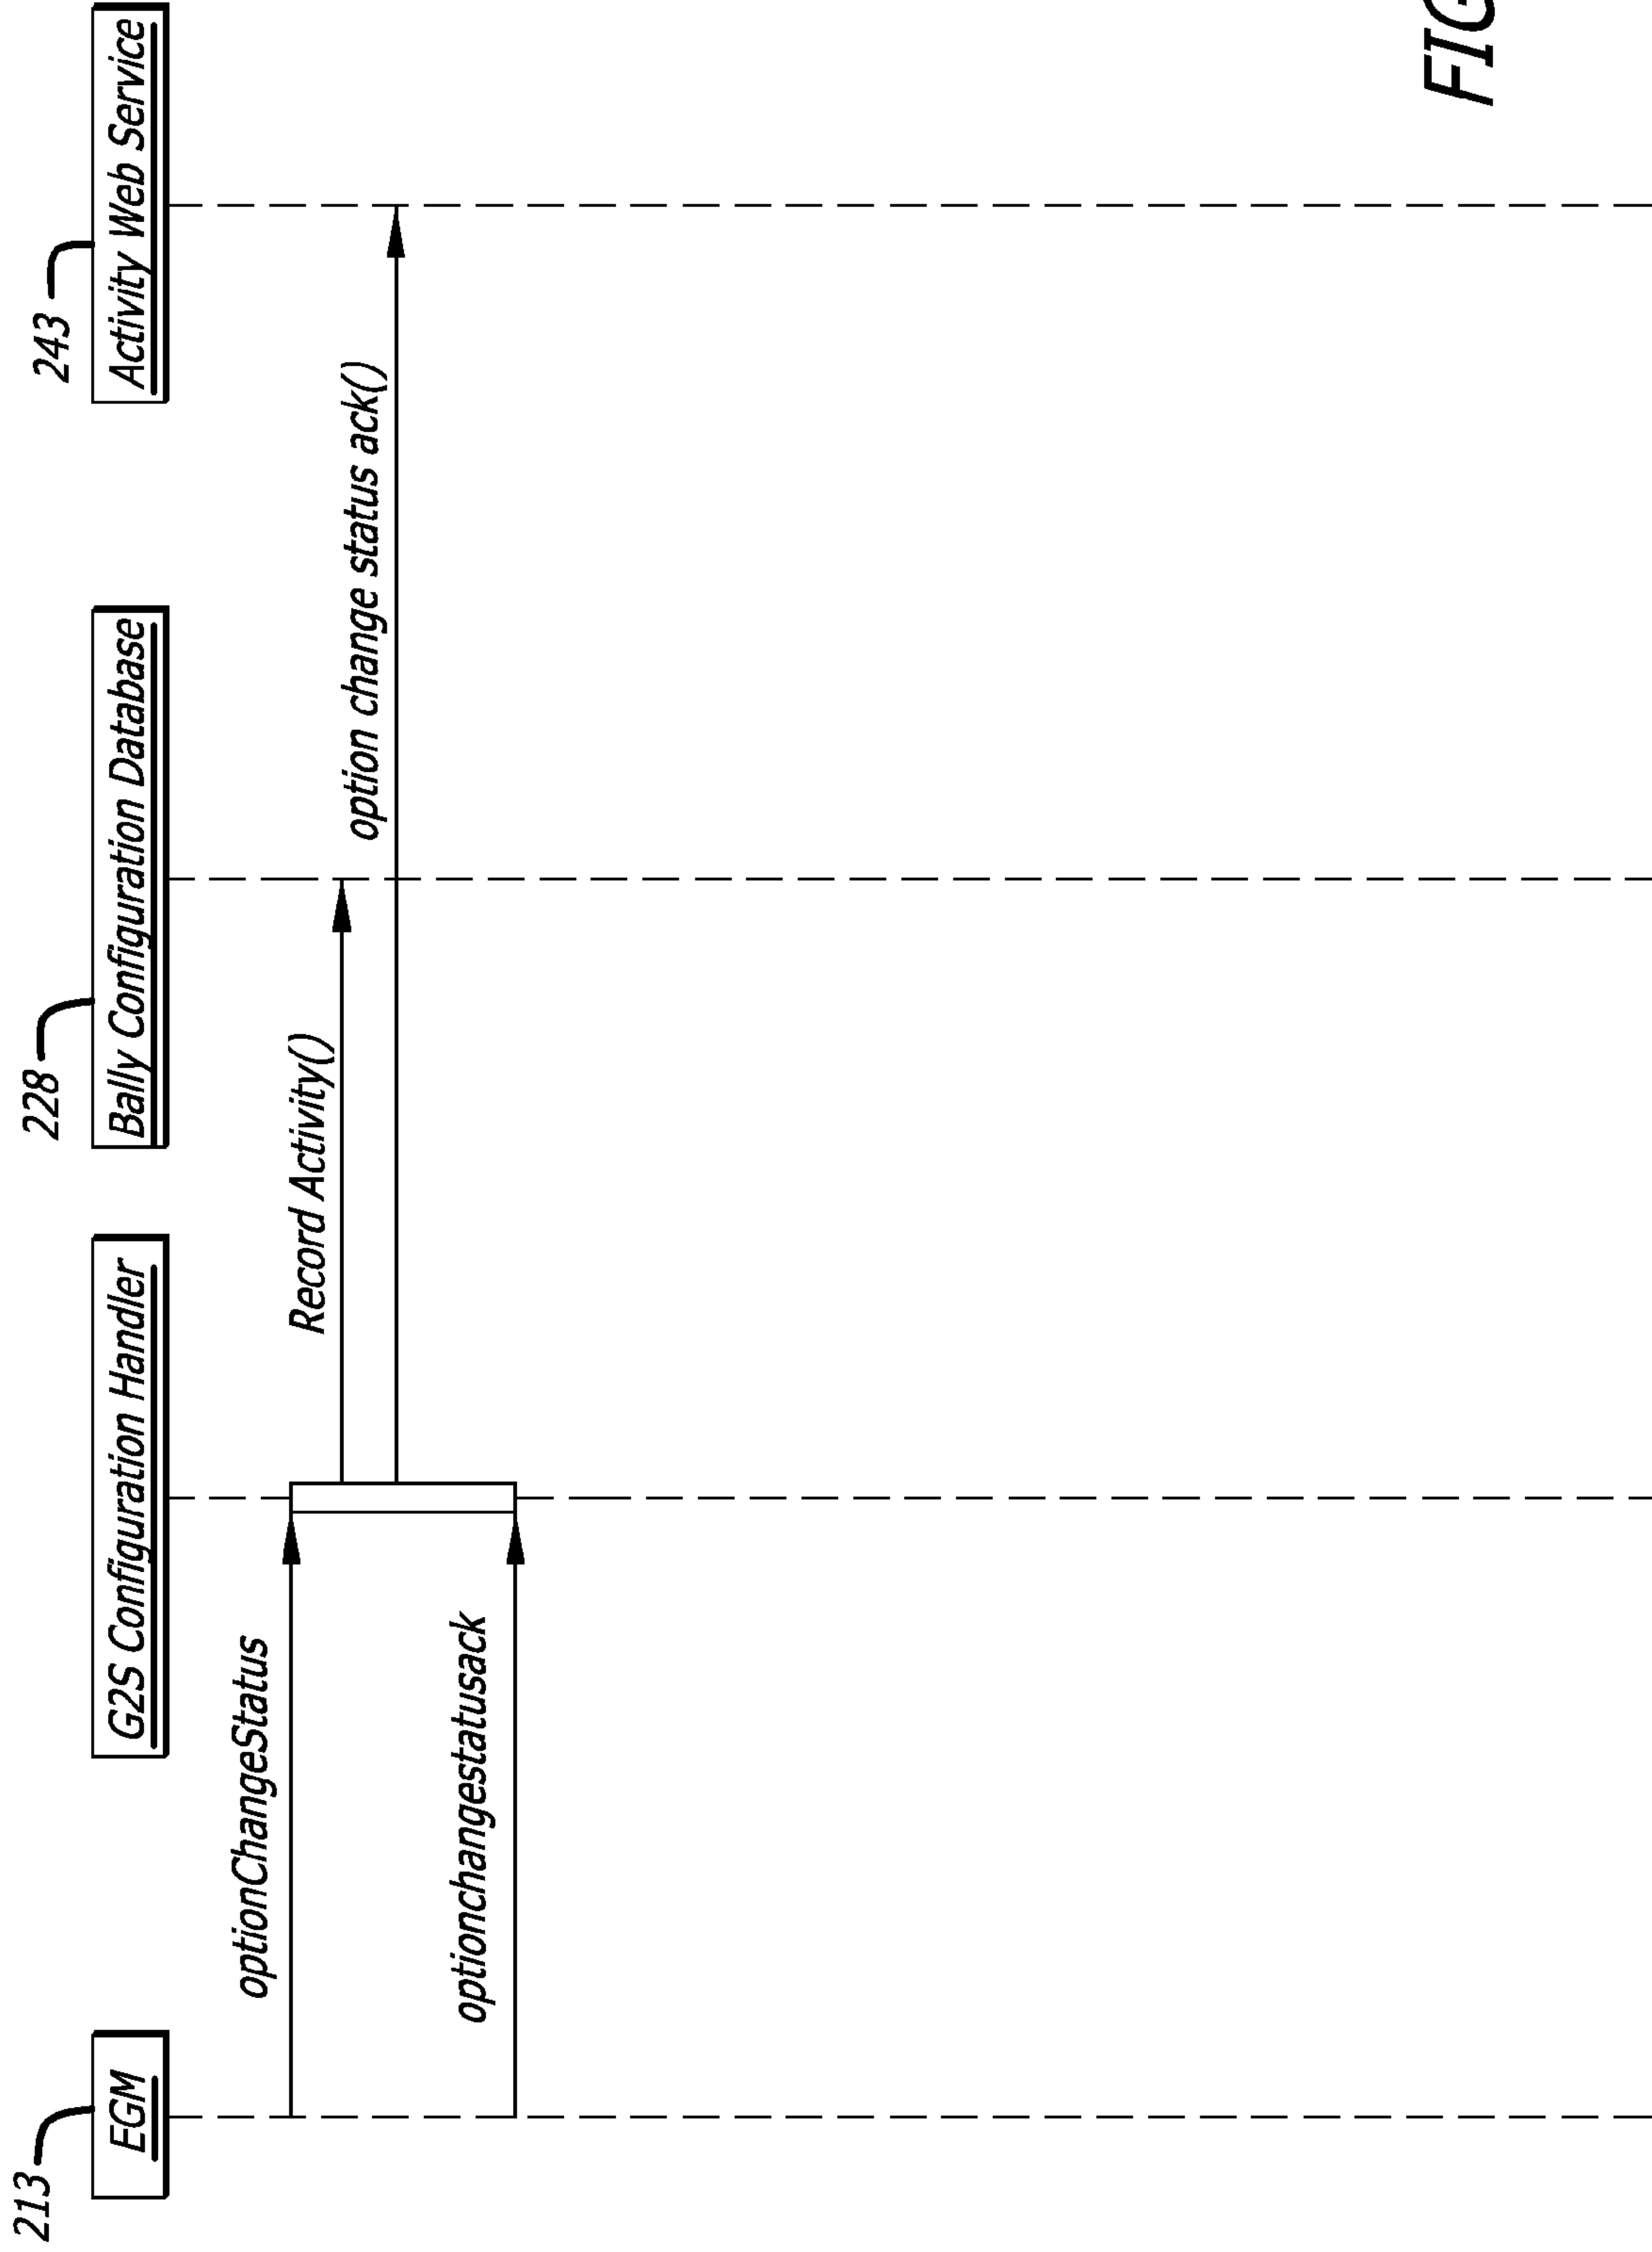 213
228
243
EGM
G2S Configuration Handler
Bally Configuration Database
Activity Web Service
optionChangeStatus
Record Activity()
option change status ack()
optionchangestatusack
FIG